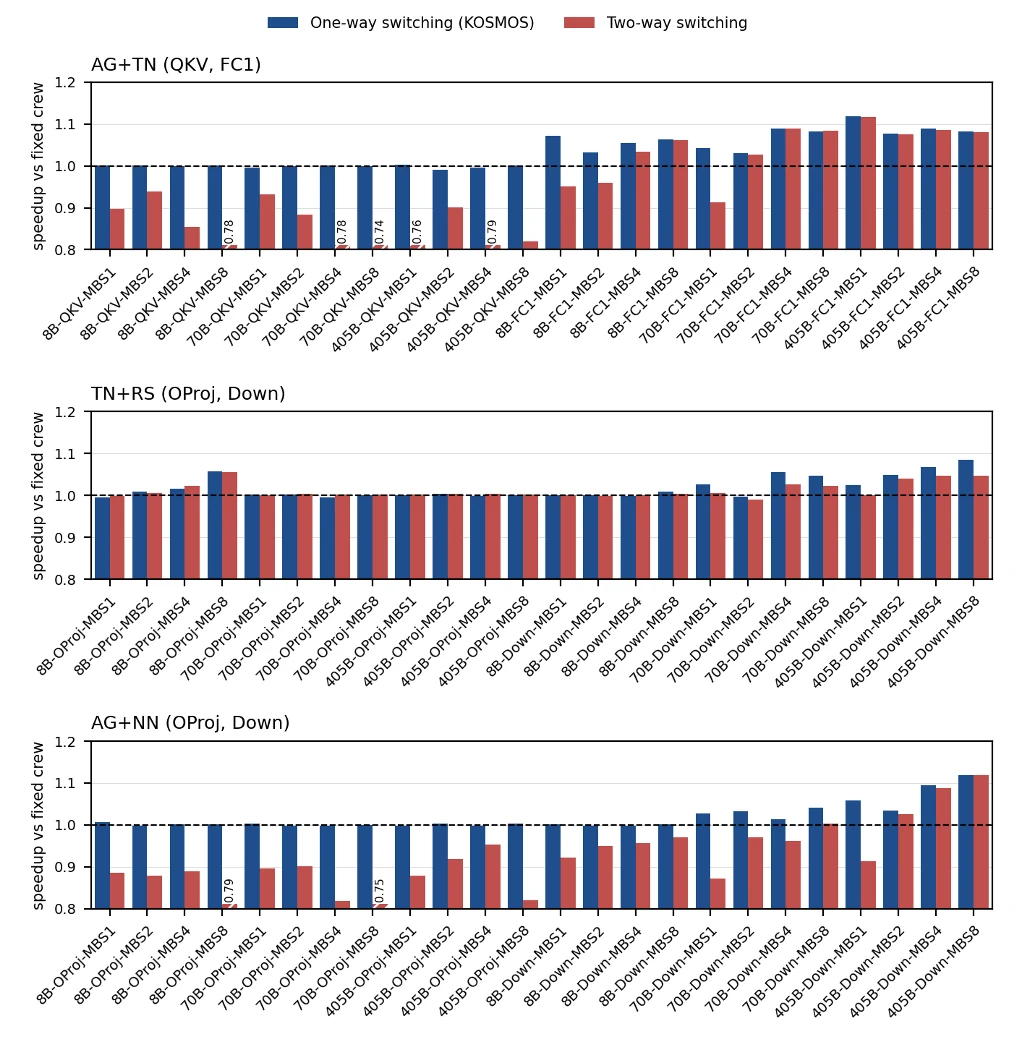 One-way switching (KOSMOS) Two-way switching
AG+TN (QKV, FC1)
speedup vs fixed crew
1.2
1.1
1.0
0.9
0.8
0.78
0.78
0.74
0.76
0.79
8B-QKV-MBS1
8B-QKV-MBS2
8B-QKV-MBS4
8B-QKV-MBS8
70B-QKV-MBS1
70B-QKV-MBS2
70B-QKV-MBS4
70B-QKV-MBS8
405B-QKV-MBS1
405B-QKV-MBS2
405B-QKV-MBS4
405B-QKV-MBS8
8B-FC1-MBS1
8B-FC1-MBS2
8B-FC1-MBS4
8B-FC1-MBS8
70B-FC1-MBS1
70B-FC1-MBS2
70B-FC1-MBS4
70B-FC1-MBS8
405B-FC1-MBS1
405B-FC1-MBS2
405B-FC1-MBS4
405B-FC1-MBS8
TN+RS (OProj, Down)
speedup vs fixed crew
1.2
1.1
1.0
0.9
0.8
8B-OProj-MBS1
8B-OProj-MBS2
8B-OProj-MBS4
8B-OProj-MBS8
70B-OProj-MBS1
70B-OProj-MBS2
70B-OProj-MBS4
70B-OProj-MBS8
405B-OProj-MBS1
405B-OProj-MBS2
405B-OProj-MBS4
405B-OProj-MBS8
8B-Down-MBS1
8B-Down-MBS2
8B-Down-MBS4
8B-Down-MBS8
70B-Down-MBS1
70B-Down-MBS2
70B-Down-MBS4
70B-Down-MBS8
405B-Down-MBS1
405B-Down-MBS2
405B-Down-MBS4
405B-Down-MBS8
AG+NN (OProj, Down)
speedup vs fixed crew
1.2
1.1
1.0
0.9
0.8
0.79
0.75
8B-OProj-MBS1
8B-OProj-MBS2
8B-OProj-MBS4
8B-OProj-MBS8
70B-OProj-MBS1
70B-OProj-MBS2
70B-OProj-MBS4
70B-OProj-MBS8
405B-OProj-MBS1
405B-OProj-MBS2
405B-OProj-MBS4
405B-OProj-MBS8
8B-Down-MBS1
8B-Down-MBS2
8B-Down-MBS4
8B-Down-MBS8
70B-Down-MBS1
70B-Down-MBS2
70B-Down-MBS4
70B-Down-MBS8
405B-Down-MBS1
405B-Down-MBS2
405B-Down-MBS4
405B-Down-MBS8